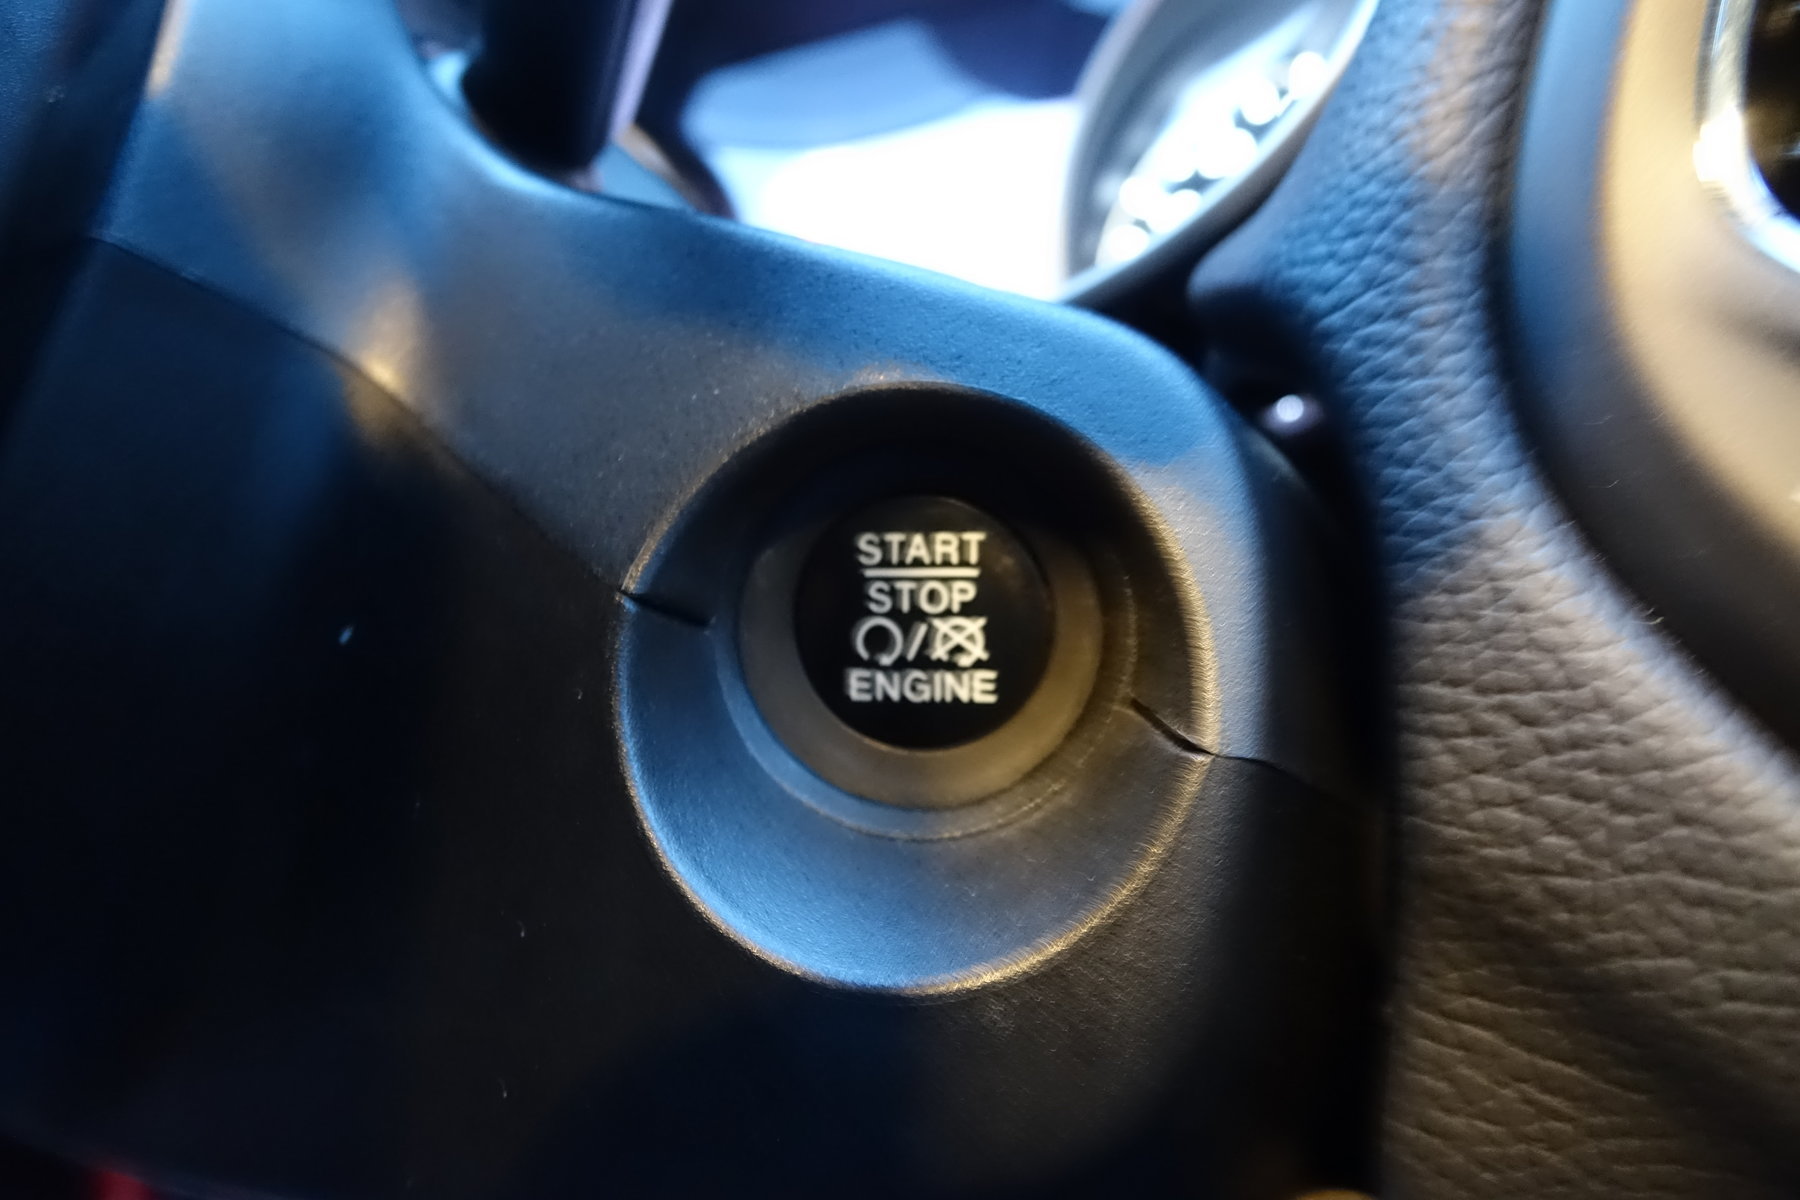 START
STOP
/
ENGINE